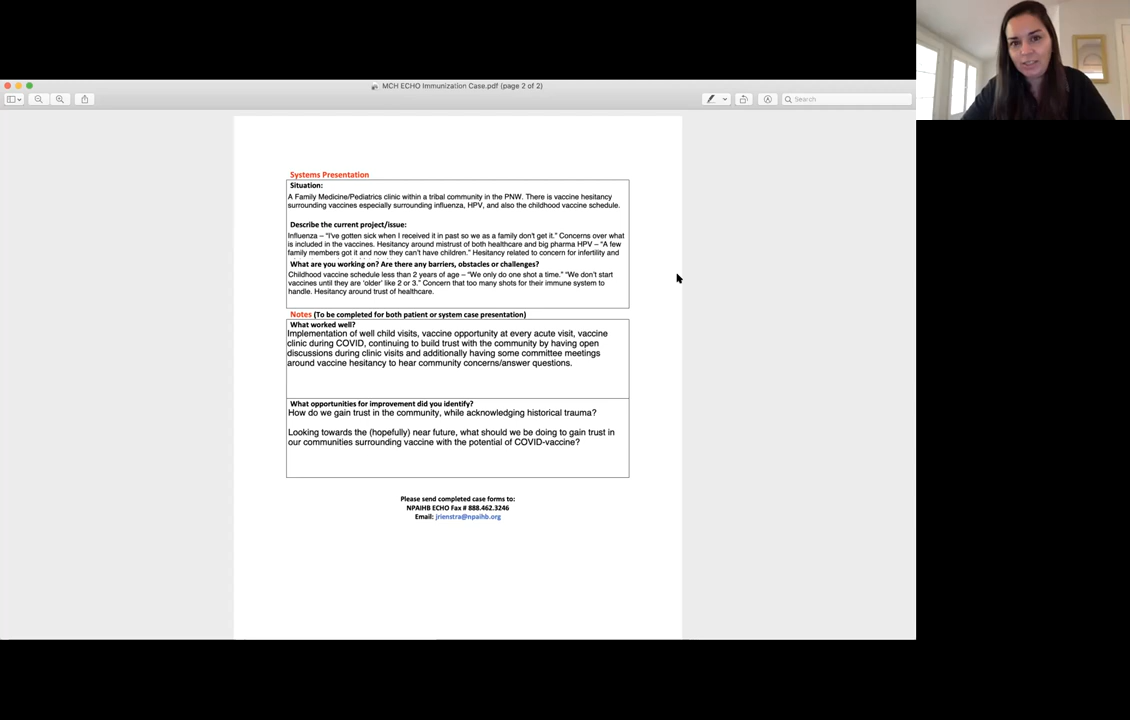 MCH ECHO Immunization Case.pdf (page 2 of 2)
Search
Systems Presentation
Situation:
A Family Medicine/Pediatrics clinic within a tribal community in the PNW. There is vaccine hesitancy
surrounding vaccines especially surrounding influenza, HPV, and also the childhood vaccine schedule.
Describe the current project/issue:
Influenza – “I've gotten sick when I received it in past so we as a family don't get it.” Concerns over what
is included in the vaccines. Hesitancy around mistrust of both healthcare and big pharma HPV – “A few
family members got it and now they can't have children.” Hesitancy related to concern for infertility and
What are you working on? Are there any barriers, obstacles or challenges?
Childhood vaccine schedule less than 2 years of age – “We only do one shot a time.” “We don't start
vaccines until they are 'older' like 2 or 3.” Concern that too many shots for their immune system to
handle. Hesitancy around trust of healthcare.
Notes (To be completed for both patient or system case presentation)
What worked well?
Implementation of well child visits, vaccine opportunity at every acute visit, vaccine
clinic during COVID, continuing to build trust with the community by having open
discussions during clinic visits and additionally having some committee meetings
around vaccine hesitancy to hear community concerns/answer questions.
What opportunities for improvement did you identify?
How do we gain trust in the community, while acknowledging historical trauma?
Looking towards the (hopefully) near future, what should we be doing to gain trust in
our communities surrounding vaccine with the potential of COVID-vaccine?
Please send completed case forms to:
NPAIHB ECHO Fax # 888.462.3246
Email: jrienstra@npaihb.org